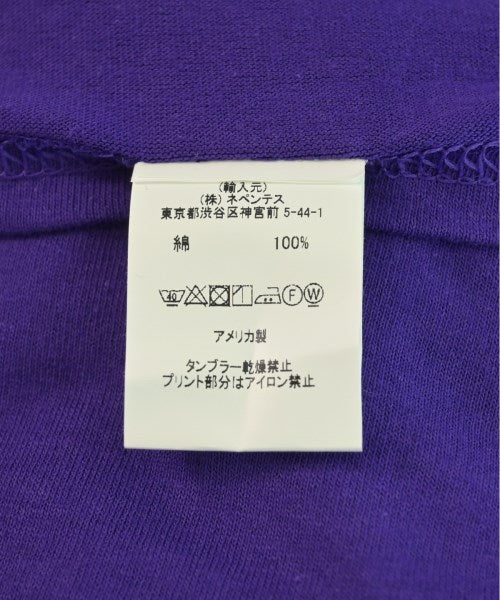 (輸入元)
(株) ネペンテス
東京都渋谷区神宮前 5-44-1
綿 100%
40 F W
アメリカ製
タンブラー乾燥禁止
プリント部分はアイロン禁止